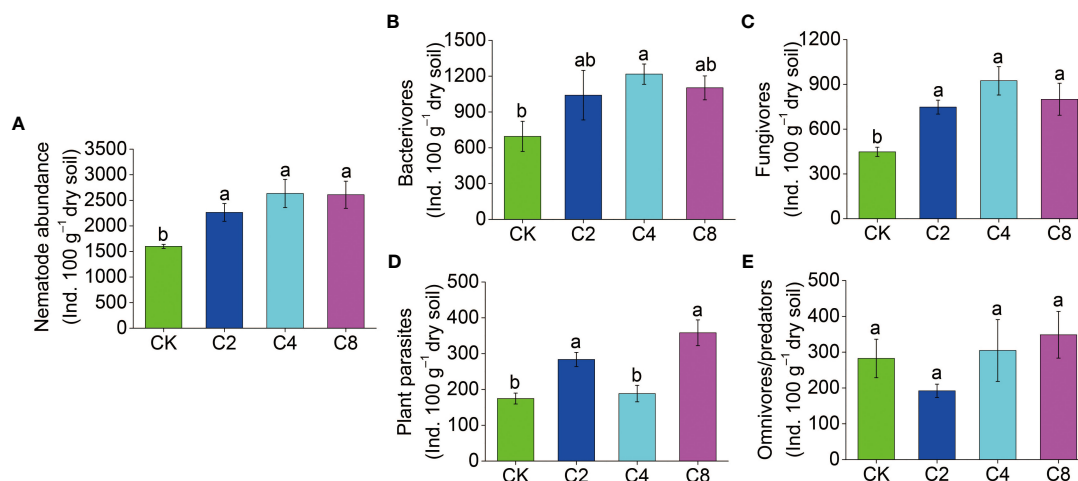 A
Nematode abundance
(Ind. 100 g⁻¹ dry soil)
3500
3000
2500
2000
1500
1000
500
0
b
a
a
a
CK
C2
C4
C8
B
Bacterivores
(Ind. 100 g⁻¹ dry soil)
1500
1200
900
600
300
0
b
ab
a
ab
CK
C2
C4
C8
C
Fungivores
(Ind. 100 g⁻¹ dry soil)
1200
900
600
300
0
b
a
a
a
CK
C2
C4
C8
D
Plant parasites
(Ind. 100 g⁻¹ dry soil)
500
400
300
200
100
0
b
a
b
a
CK
C2
C4
C8
E
Omnivores/predators
(Ind. 100 g⁻¹ dry soil)
500
400
300
200
100
0
a
a
a
a
CK
C2
C4
C8